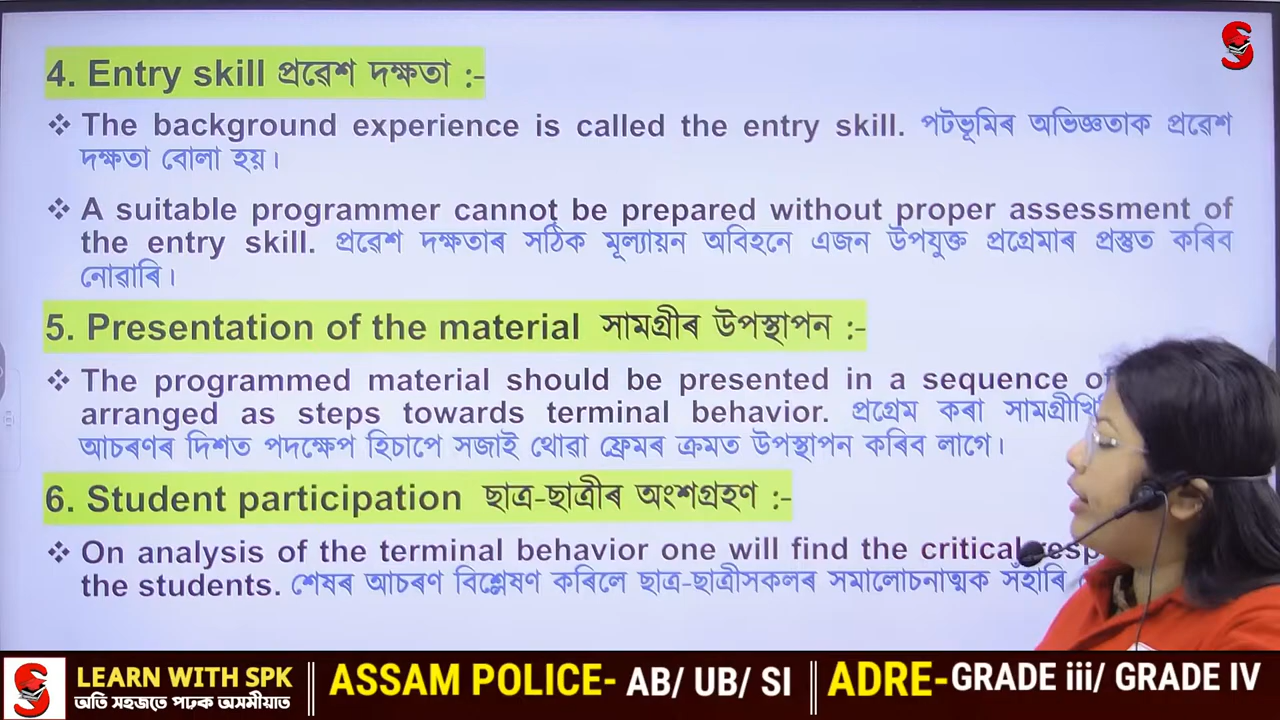 4. Entry skill প্ৰৱেশ দক্ষতা :-
❖ The background experience is called the entry skill. পটভূমিৰ অভিজ্ঞতাক প্ৰৱেশ
দক্ষতা বোলা হয়।
❖ A suitable programmer cannot be prepared without proper assessment of
the entry skill. প্ৰৱেশ দক্ষতাৰ সঠিক মূল্যায়ন অবিহনে এজন উপযুক্ত প্ৰগ্ৰেমাৰ প্ৰস্তুত কৰিব
নোৱাৰি।
5. Presentation of the material সামগ্ৰীৰ উপস্থাপন :-
❖ The programmed material should be presented in a sequence
arranged as steps towards terminal behavior. প্ৰগ্ৰেম কৰা
আচৰণৰ দিশত পদক্ষেপ হিচাপে সজাই থোৱা ফ্ৰেমৰ ক্ৰমত উপস্থাপন কৰিব লাগে।
6. Student participation ছাত্ৰ-ছাত্ৰীৰ অংশগ্ৰহণ :-
❖ On analysis of the terminal behavior one will find the critical
the students. শেষৰ আচৰণ বিশ্লেষণ কৰিলে ছাত্ৰ-ছাত্ৰীসকলৰ সমালোচনাত্মক সঁহাৰি
LEARN WITH SPK
অতি সহজতে পঢ়ক অসমীয়াত
ASSAM POLICE- AB/ UB/ SI
ADRE-GRADE iii/ GRADE IV